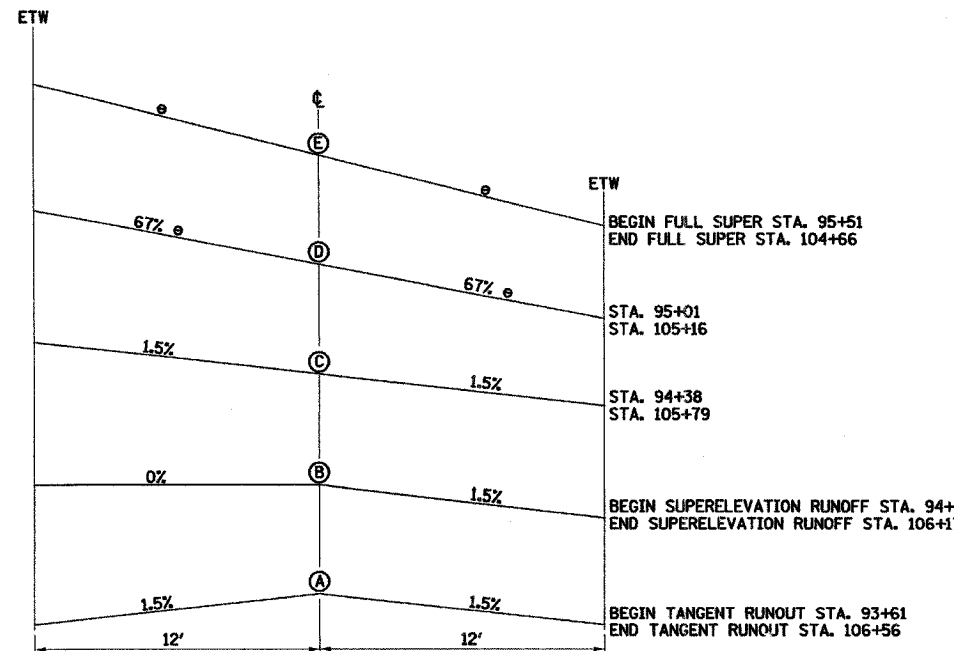 ETW
℄
e
Ⓔ
e
ETW
BEGIN FULL SUPER STA. 95+51
END FULL SUPER STA. 104+66
67% e
Ⓓ
67% e
STA. 95+01
STA. 105+16
1.5%
Ⓒ
1.5%
STA. 94+38
STA. 105+79
0%
Ⓑ
1.5%
BEGIN SUPERELEVATION RUNOFF STA. 94+
END SUPERELEVATION RUNOFF STA. 106+1
Ⓐ
1.5%
1.5%
BEGIN TANGENT RUNOUT STA. 93+61
END TANGENT RUNOUT STA. 106+56
12'
12'